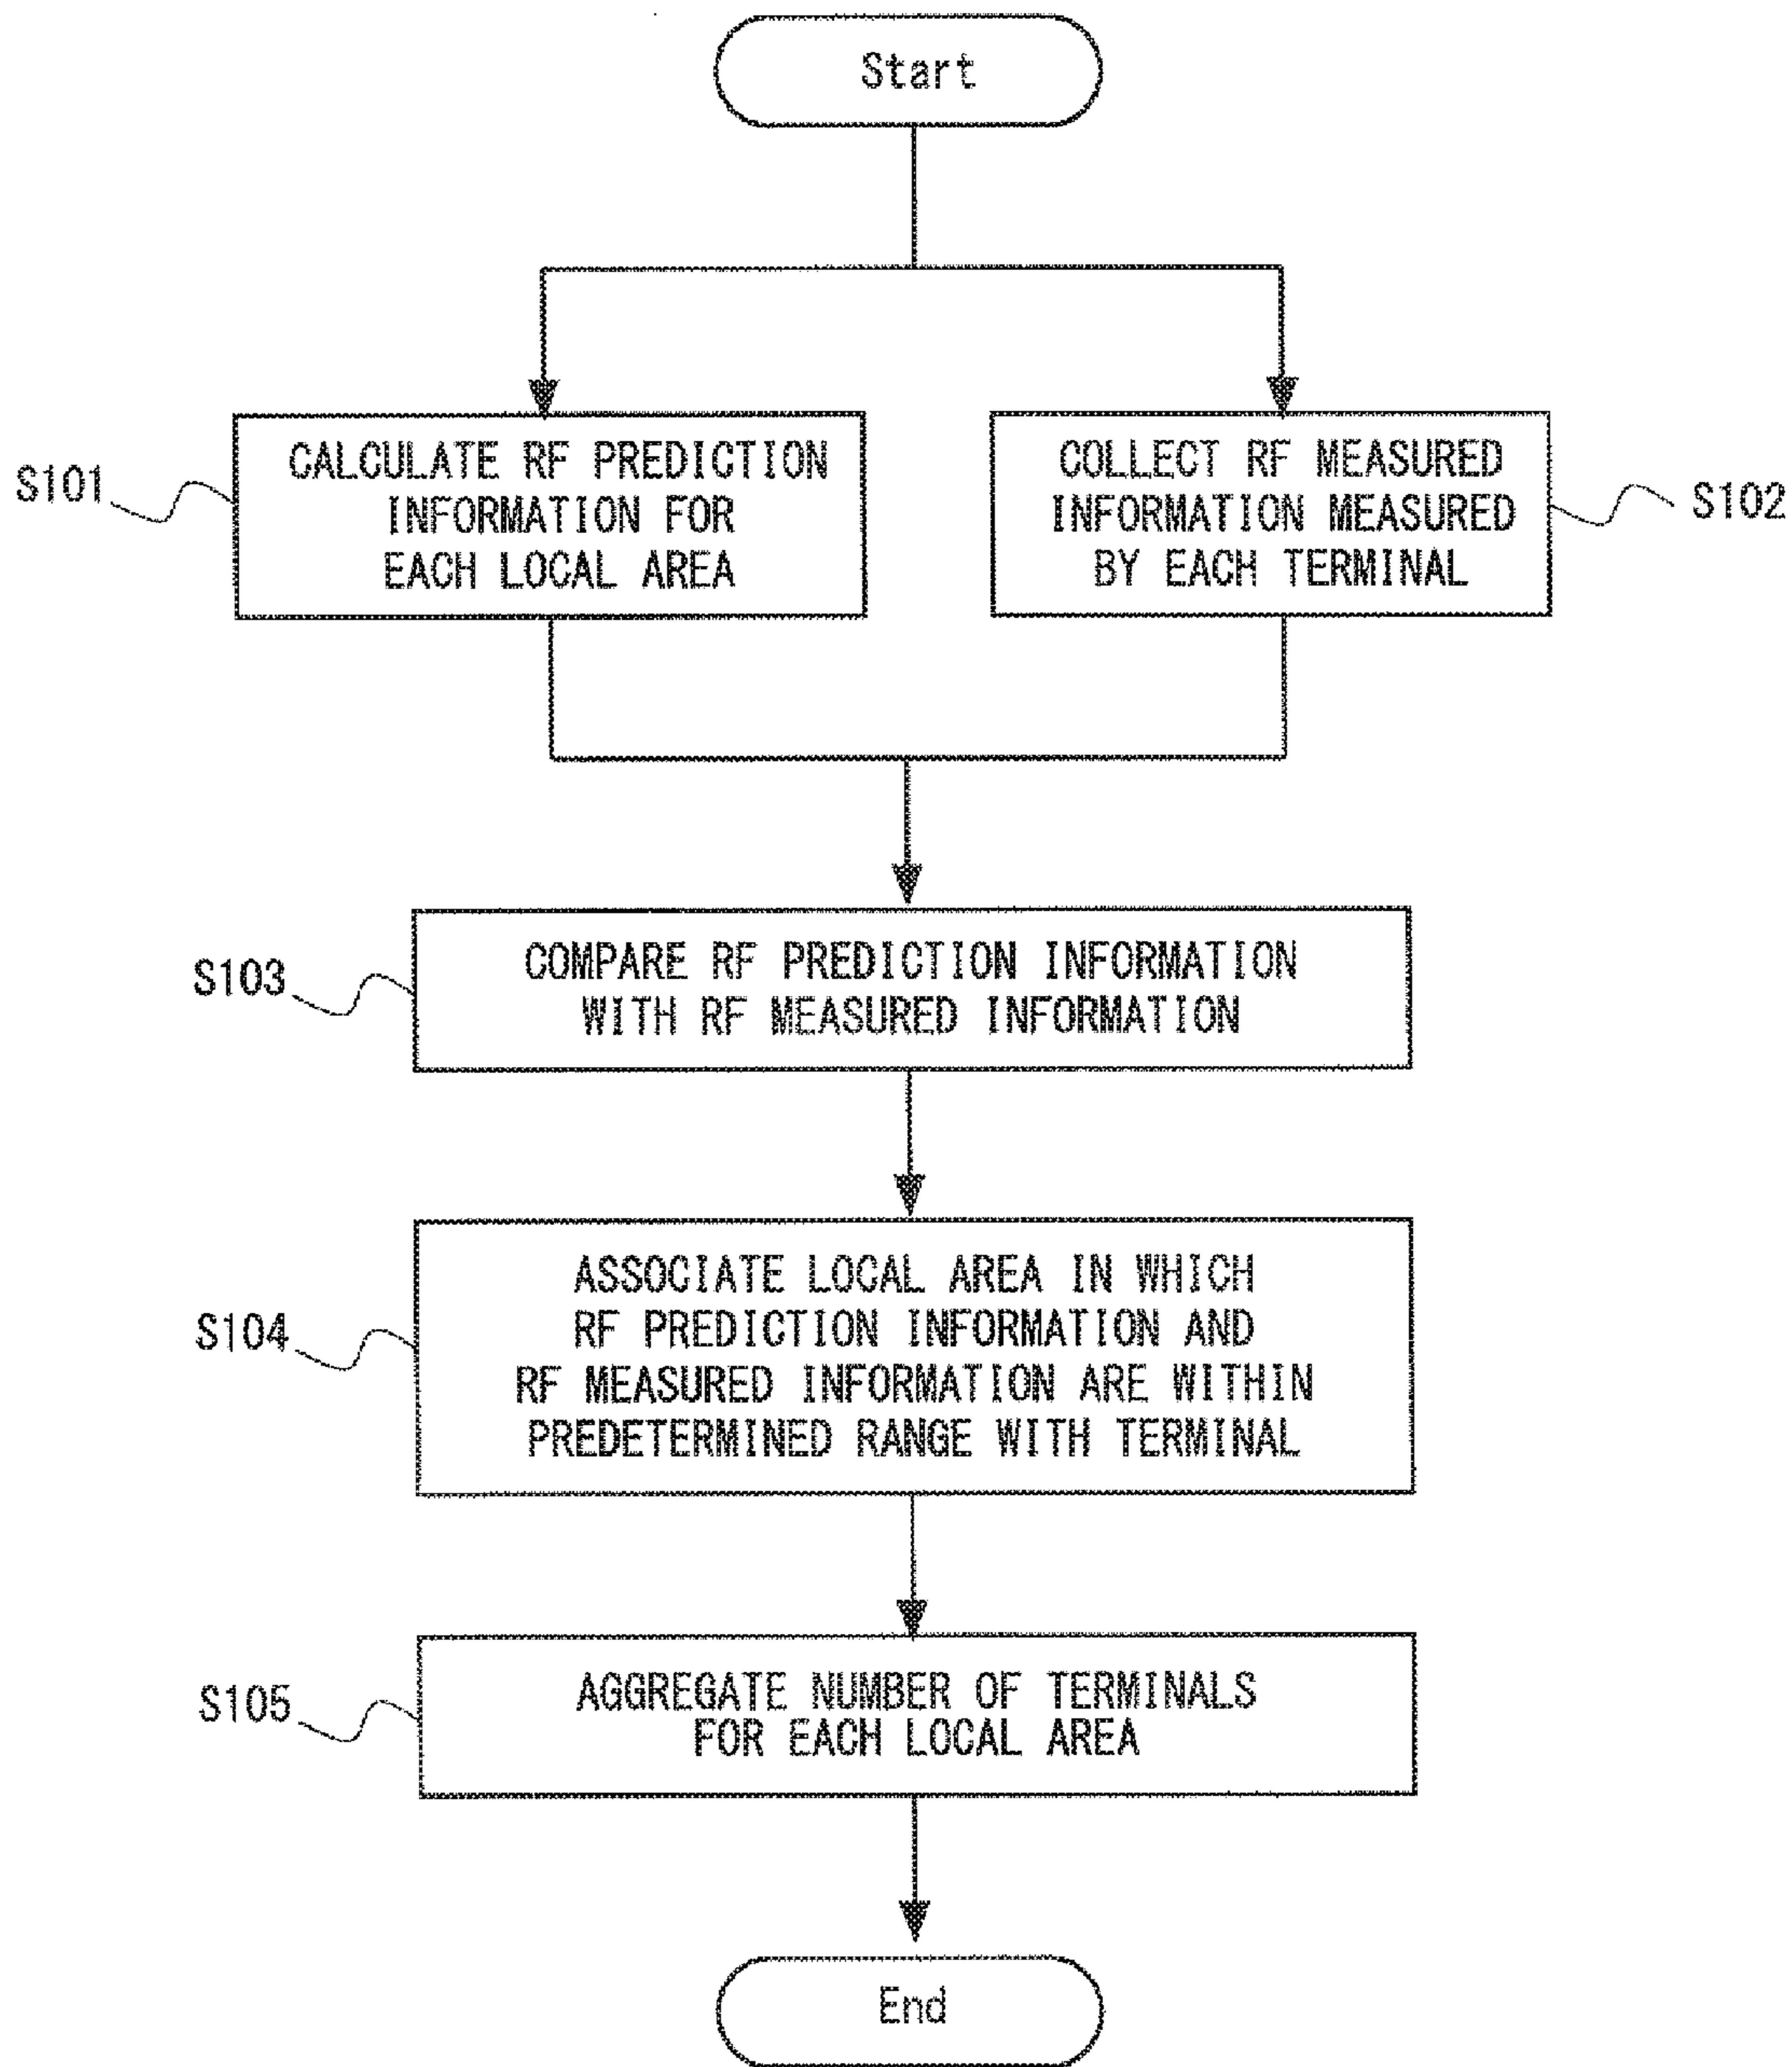 Start
S101
CALCULATE RF PREDICTION
INFORMATION FOR
EACH LOCAL AREA
COLLECT RF MEASURED
INFORMATION MEASURED
BY EACH TERMINAL
S102
S103
COMPARE RF PREDICTION INFORMATION
WITH RF MEASURED INFORMATION
S104
ASSOCIATE LOCAL AREA IN WHICH
RF PREDICTION INFORMATION AND
RF MEASURED INFORMATION ARE WITHIN
PREDETERMINED RANGE WITH TERMINAL
S105
AGGREGATE NUMBER OF TERMINALS
FOR EACH LOCAL AREA
End